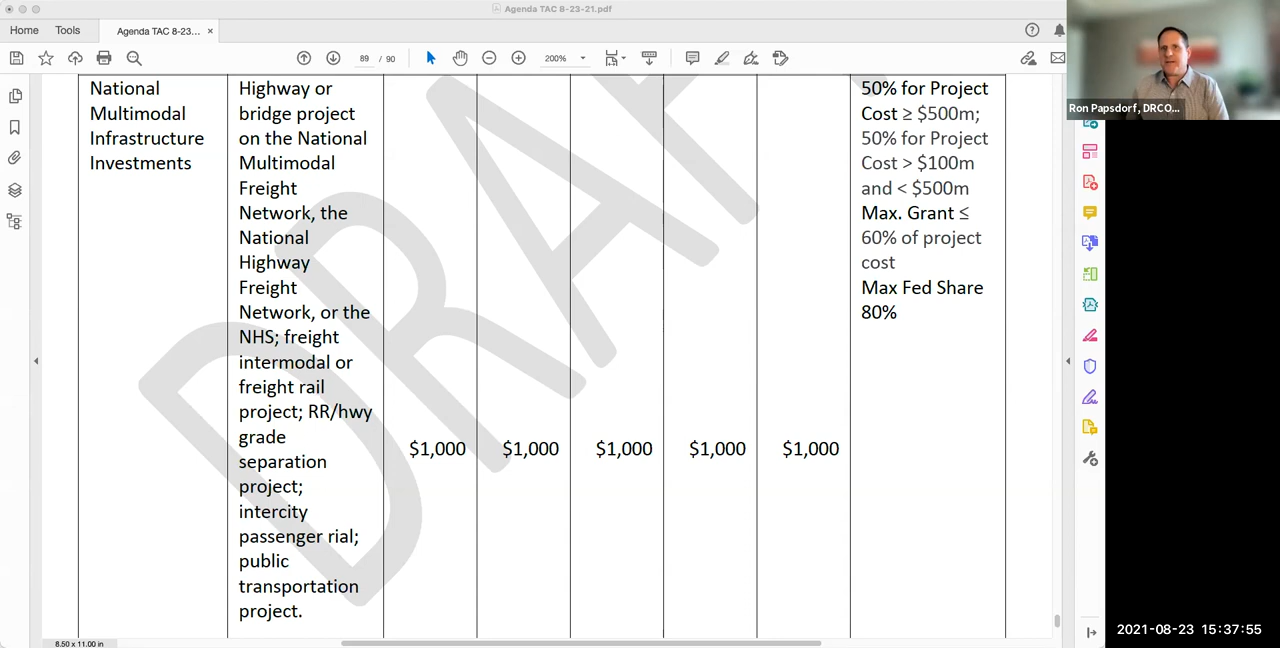 Agenda TAC 8-23-21.pdf
Home
Tools
Agenda TAC 8-23...
×
89 / 90
200%
National
Multimodal
Infrastructure
Investments
Highway or
bridge project
on the National
Multimodal
Freight
Network, the
National
Highway
Freight
Network, or the
NHS; freight
intermodal or
freight rail
project; RR/hwy
grade
separation
project;
intercity
passenger rial;
public
transportation
project.
$1,000
$1,000
$1,000
$1,000
$1,000
50% for Project
Cost ≥ $500m;
50% for Project
Cost > $100m
and < $500m
Max. Grant ≤
60% of project
cost
Max Fed Share
80%
DRAF
Ron Papsdorf, DRCO...
8.50 x 11.00 in
2021-08-23 15:37:55